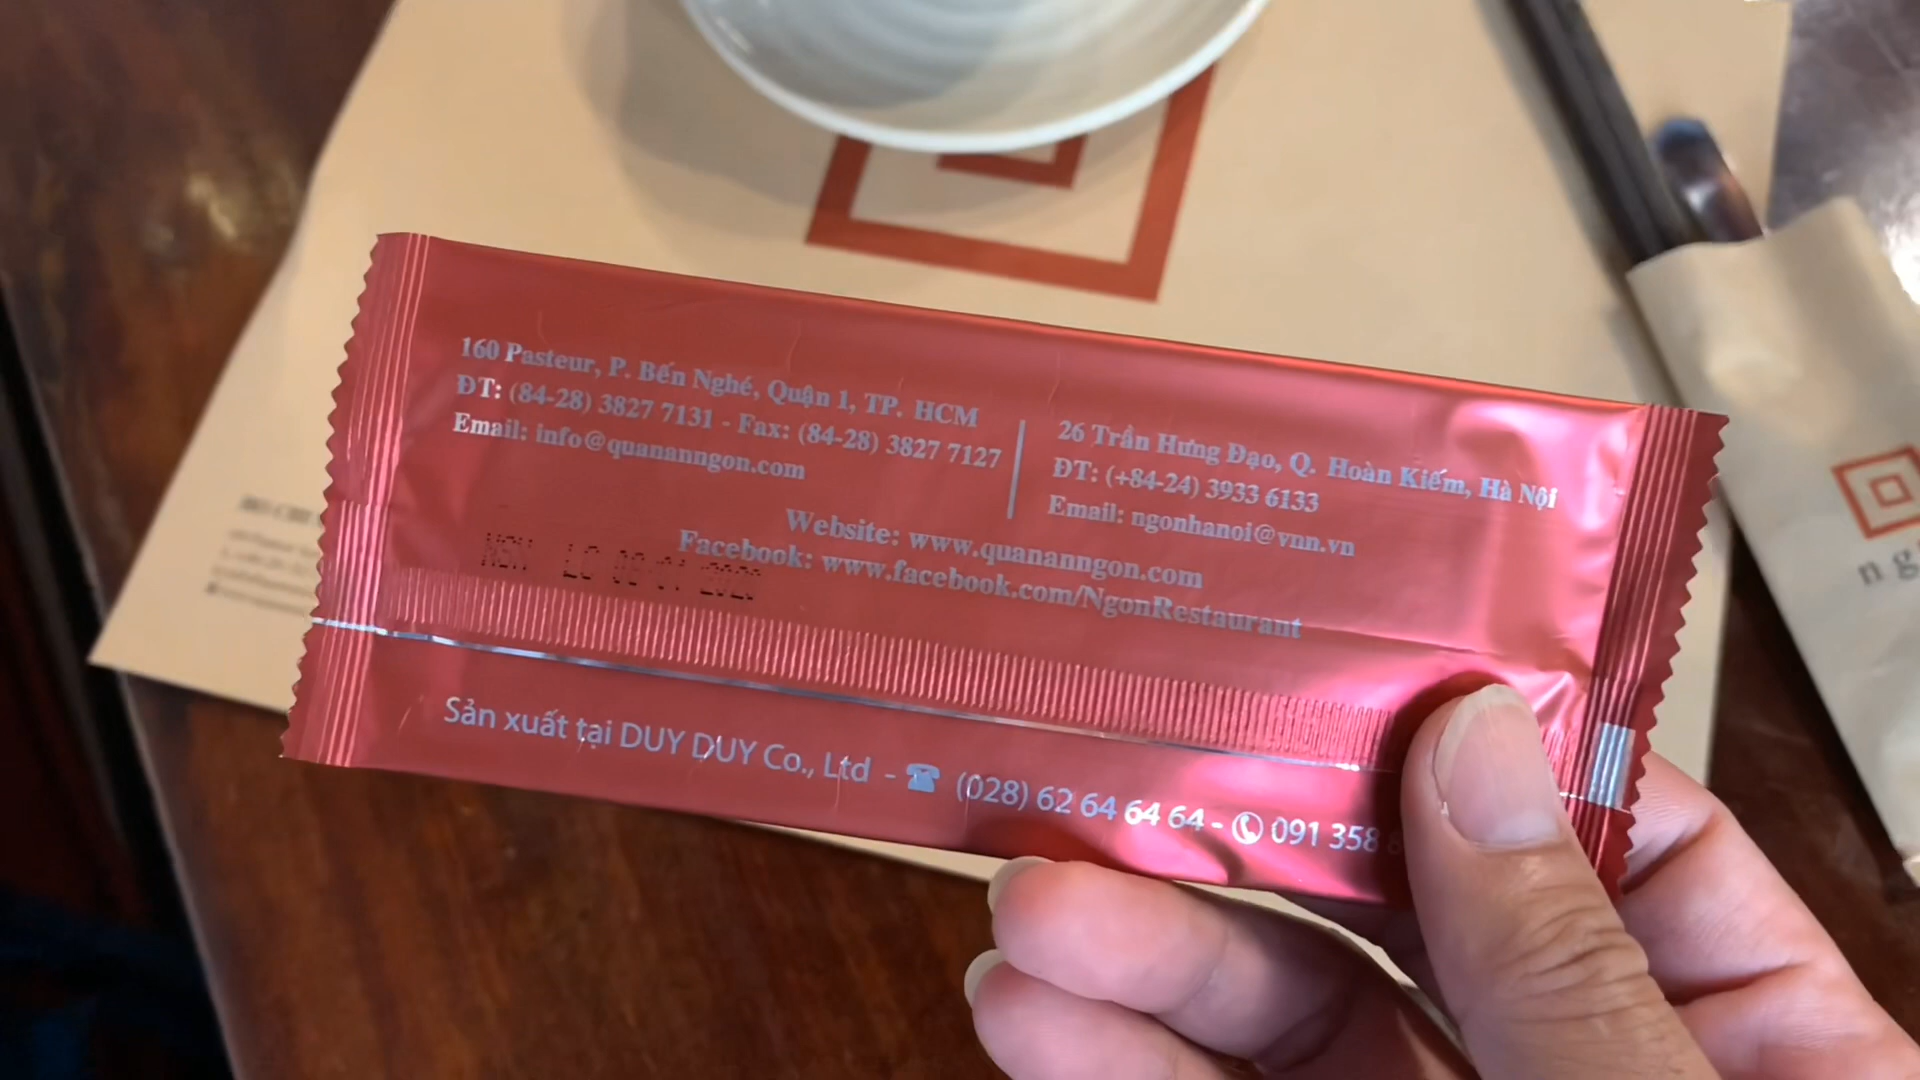 160 Pasteur, P. Bến Nghé, Quận 1, TP. HCM
ĐT: (84-28) 3827 7131 - Fax: (84-28) 3827 7127
Email: info@quananngon.com
26 Trần Hưng Đạo, Q. Hoàn Kiếm, Hà Nội
ĐT: (+84-24) 3933 6133
Email: ngonhanoi@vnn.vn
Website: www.quananngon.com
Facebook: www.facebook.com/NgonRestaurant
Sản xuất tại DUY DUY Co., Ltd - (028) 62 64 64 64 - 091 358